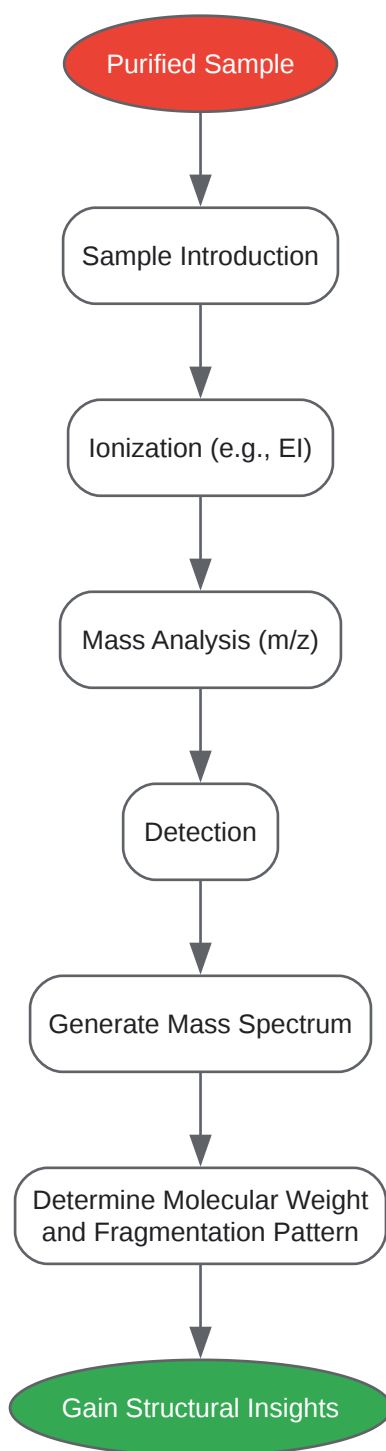 Purified Sample
Sample Introduction
Ionization (e.g., EI)
Mass Analysis (m/z)
Detection
Generate Mass Spectrum
Determine Molecular Weight
and Fragmentation Pattern
Gain Structural Insights